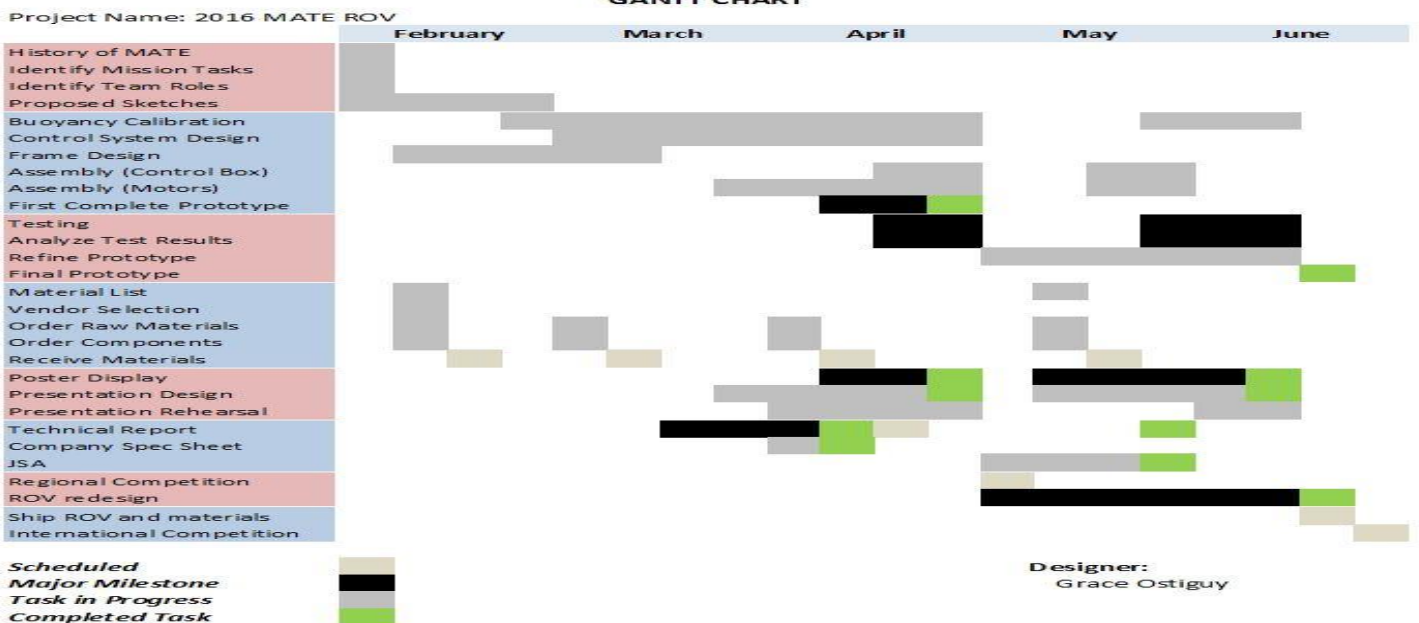 GANTT CHART
Project Name: 2016 MATE ROV
February March April May June
History of MATE
Identify Mission Tasks
Identify Team Roles
Proposed Sketches
Buoyancy Calibration
Control System Design
Frame Design
Assembly (Control Box)
Assembly (Motors)
First Complete Prototype
Testing
Analyze Test Results
Refine Prototype
Final Prototype
Material List
Vendor Selection
Order Raw Materials
Order Components
Receive Materials
Poster Display
Presentation Design
Presentation Rehearsal
Technical Report
Company Spec Sheet
JSA
Regional Competition
ROV redesign
Ship ROV and materials
International Competition
Scheduled
Major Milestone
Task in Progress
Completed Task
Designer:
Grace Ostiguy